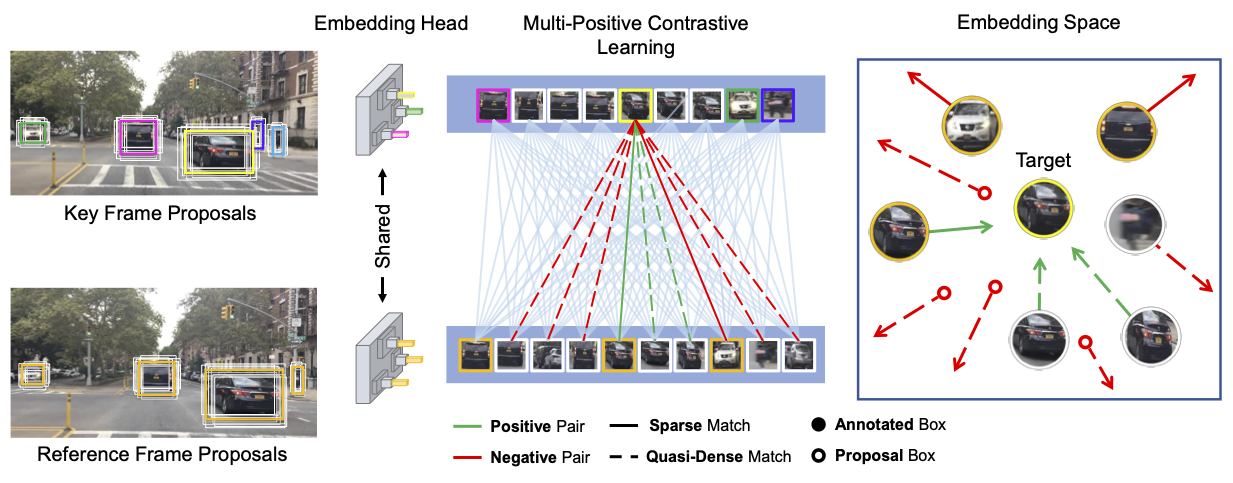 Embedding Head
Multi-Positive Contrastive
Learning
Embedding Space
Key Frame Proposals
Shared
Target
Reference Frame Proposals
Positive Pair
Sparse Match
Annotated Box
Negative Pair
Quasi-Dense Match
Proposal Box